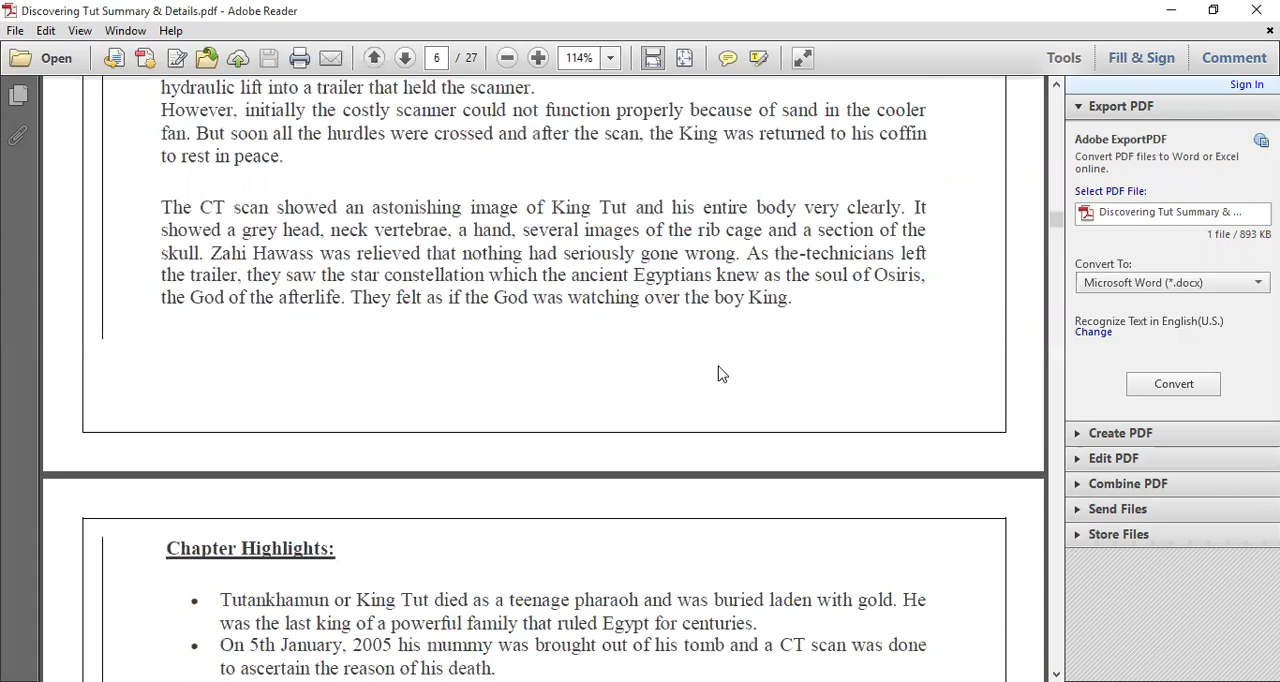 Discovering Tut Summary & Details.pdf - Adobe Reader
File Edit View Window Help
Open 6 / 27 114% Tools Fill & Sign Comment
hydraulic lift into a trailer that held the scanner.
However, initially the costly scanner could not function properly because of sand in the cooler
fan. But soon all the hurdles were crossed and after the scan, the King was returned to his coffin
to rest in peace.
The CT scan showed an astonishing image of King Tut and his entire body very clearly. It
showed a grey head, neck vertebrae, a hand, several images of the rib cage and a section of the
skull. Zahi Hawass was relieved that nothing had seriously gone wrong. As the-technicians left
the trailer, they saw the star constellation which the ancient Egyptians knew as the soul of Osiris,
the God of the afterlife. They felt as if the God was watching over the boy King.
Chapter Highlights:
• Tutankhamun or King Tut died as a teenage pharaoh and was buried laden with gold. He
was the last king of a powerful family that ruled Egypt for centuries.
• On 5th January, 2005 his mummy was brought out of his tomb and a CT scan was done
to ascertain the reason of his death.
Sign In
Export PDF
Adobe ExportPDF
Convert PDF files to Word or Excel
online.
Select PDF File:
Discovering Tut Summary & ...
1 file / 893 KB
Convert To:
Microsoft Word (*.docx)
Recognize Text in English(U.S.)
Change
Convert
Create PDF
Edit PDF
Combine PDF
Send Files
Store Files